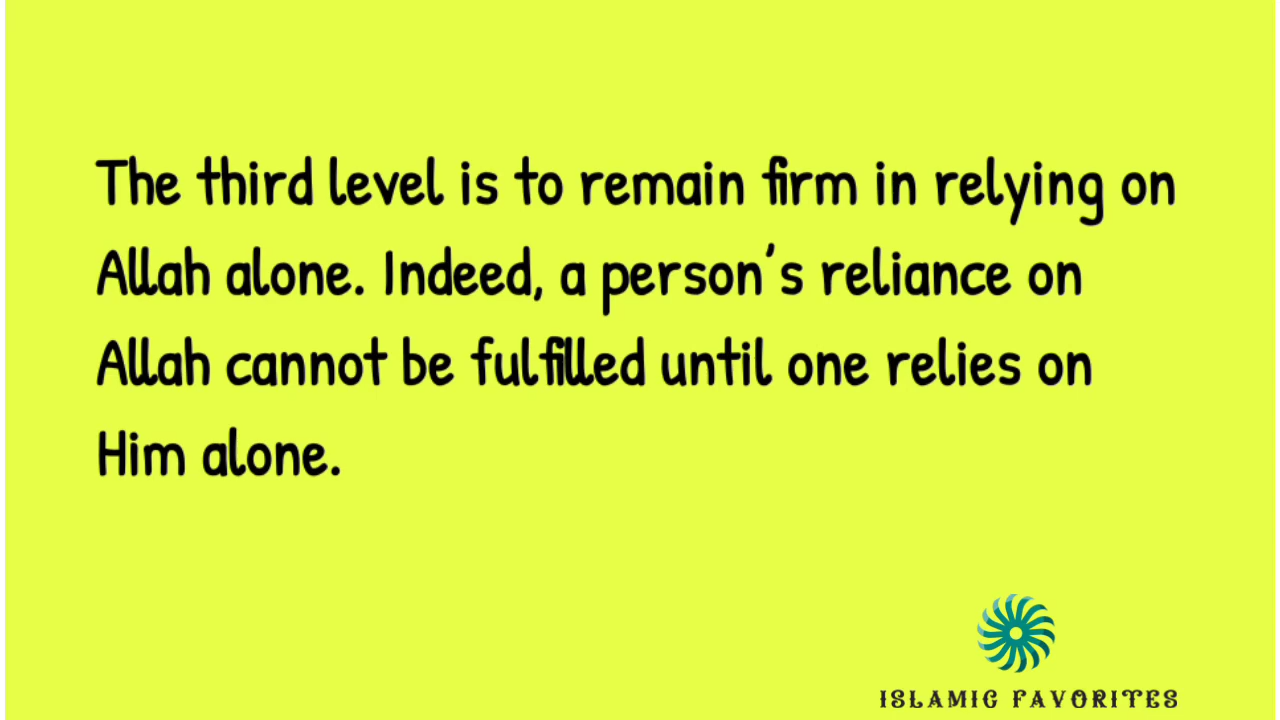 The third level is to remain firm in relying on
Allah alone. Indeed, a person's reliance on
Allah cannot be fulfilled until one relies on
Him alone.
ISLAMIC FAVORITES